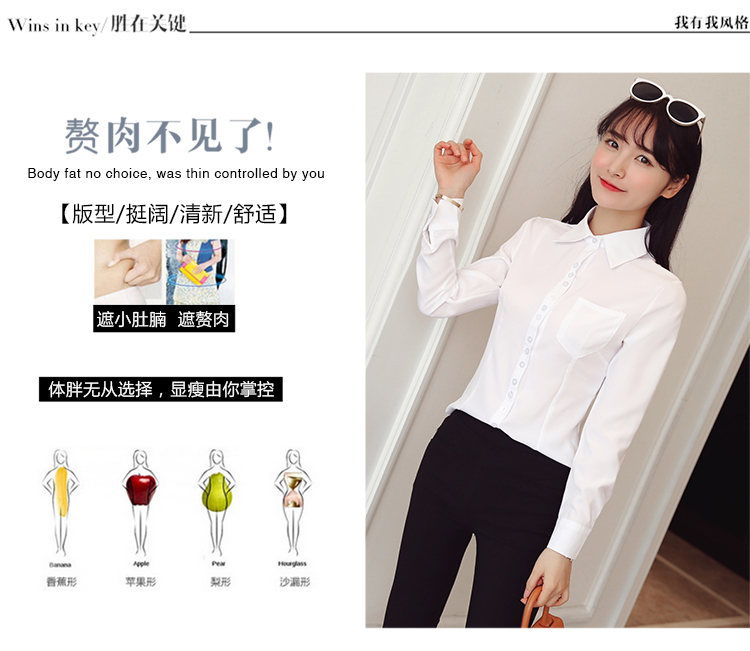 Wins in key/胜在关键
我有我风格
赘肉不见了!
Body fat no choice, was thin controlled by you
【版型/挺阔/清新/舒适】
遮小肚腩 遮赘肉
体胖无从选择，显瘦由你掌控
Banana Apple Pear Hourglass
香蕉形 苹果形 梨形 沙漏形